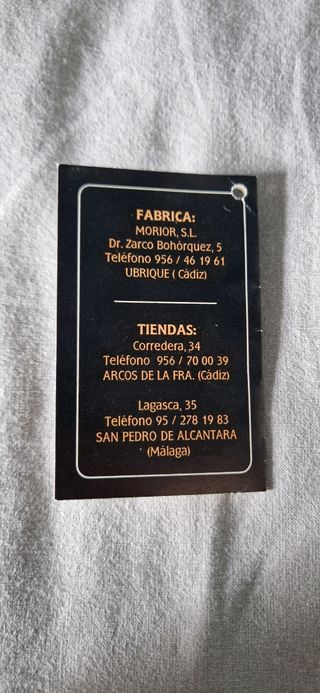 FABRICA:
MORIOR, S.L.
Dr. Zarco Bohórquez, 5
Teléfono 956 / 46 19 61
UBRIQUE ( Cádiz)
TIENDAS:
Corredera, 34
Teléfono 956 / 70 00 39
ARCOS DE LA FRA. (Cádiz)
Lagasca, 35
Teléfono 95 / 278 19 83
SAN PEDRO DE ALCANTARA
(Málaga)